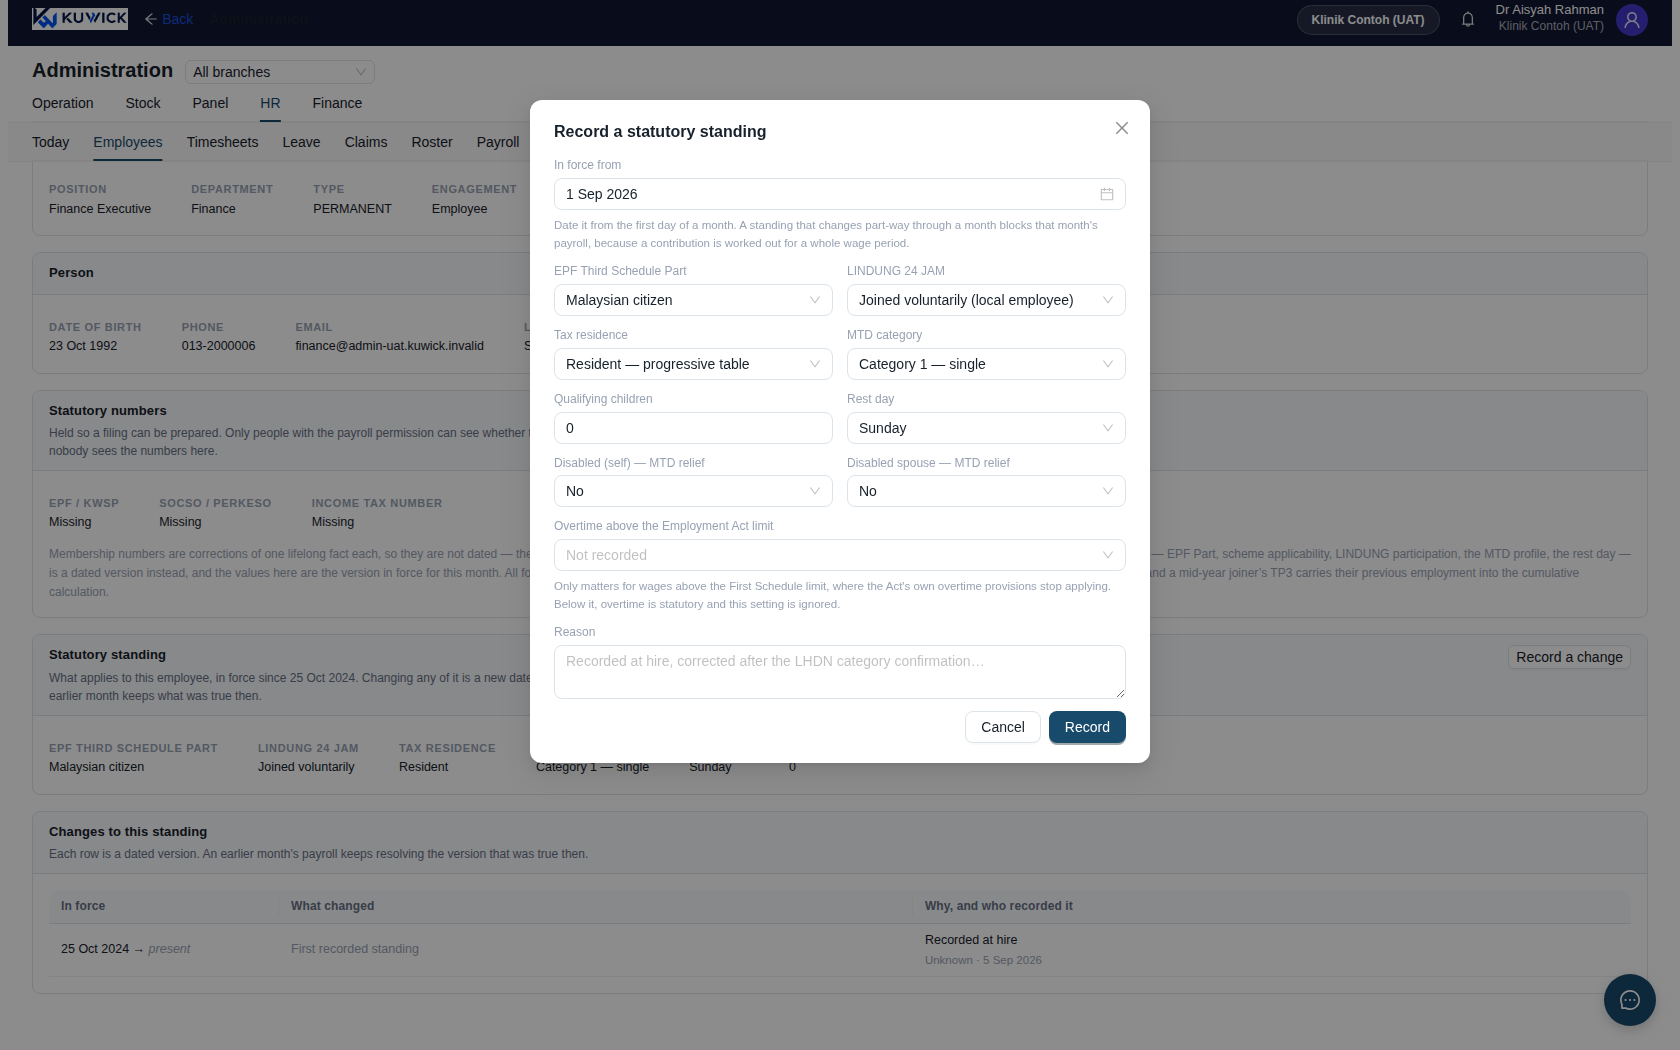 KUWICK
Back
Administration
Klinik Contoh (UAT)
Dr Aisyah Rahman
Klinik Contoh (UAT)
Administration
All branches
Operation Stock Panel HR Finance
Today Employees Timesheets Leave Claims Roster Payroll
POSITION DEPARTMENT TYPE ENGAGEMENT
Finance Executive Finance PERMANENT Employee
Person
DATE OF BIRTH PHONE EMAIL
23 Oct 1992 013-2000006 finance@admin-uat.kuwick.invalid
Statutory numbers
Held so a filing can be prepared. Only people with the payroll permission can see whether
nobody sees the numbers here.
EPF / KWSP SOCSO / PERKESO INCOME TAX NUMBER
Missing Missing Missing
Membership numbers are corrections of one lifelong fact each, so they are not dated — — EPF Part, scheme applicability, LINDUNG participation, the MTD profile, the rest day —
is a dated version instead, and the values here are the version in force for this month. All and a mid-year joiner's TP3 carries their previous employment into the cumulative
calculation.
Statutory standing
What applies to this employee, in force since 25 Oct 2024. Changing any of it is a new
earlier month keeps what was true then.
Record a change
EPF THIRD SCHEDULE PART LINDUNG 24 JAM TAX RESIDENCE
Malaysian citizen Joined voluntarily Resident Category 1 — single Sunday 0
Changes to this standing
Each row is a dated version. An earlier month's payroll keeps resolving the version that was true then.
In force What changed Why, and who recorded it
25 Oct 2024 → present First recorded standing Recorded at hire
Unknown · 5 Sep 2026
Record a statutory standing
In force from
1 Sep 2026
Date it from the first day of a month. A standing that changes part-way through a month blocks that month's
payroll, because a contribution is worked out for a whole wage period.
EPF Third Schedule Part LINDUNG 24 JAM
Malaysian citizen Joined voluntarily (local employee)
Tax residence MTD category
Resident — progressive table Category 1 — single
Qualifying children Rest day
0 Sunday
Disabled (self) — MTD relief Disabled spouse — MTD relief
No No
Overtime above the Employment Act limit
Not recorded
Only matters for wages above the First Schedule limit, where the Act's own overtime provisions stop applying.
Below it, overtime is statutory and this setting is ignored.
Reason
Recorded at hire, corrected after the LHDN category confirmation…
Cancel Record